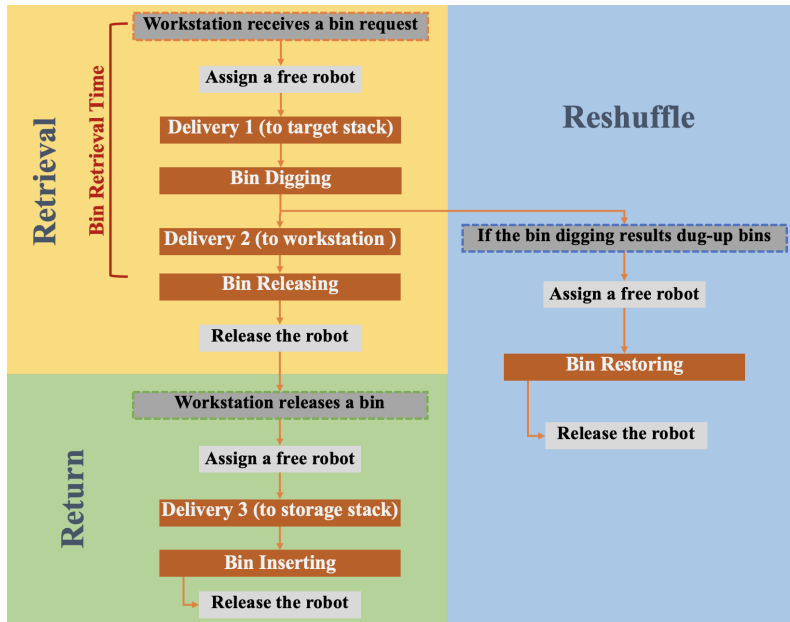 Retrieval
Bin Retrieval Time
Workstation receives a bin request
Assign a free robot
Delivery 1 (to target stack)
Bin Digging
Delivery 2 (to workstation )
Bin Releasing
Release the robot
Reshuffle
If the bin digging results dug-up bins
Assign a free robot
Bin Restoring
Release the robot
Return
Workstation releases a bin
Assign a free robot
Delivery 3 (to storage stack)
Bin Inserting
Release the robot